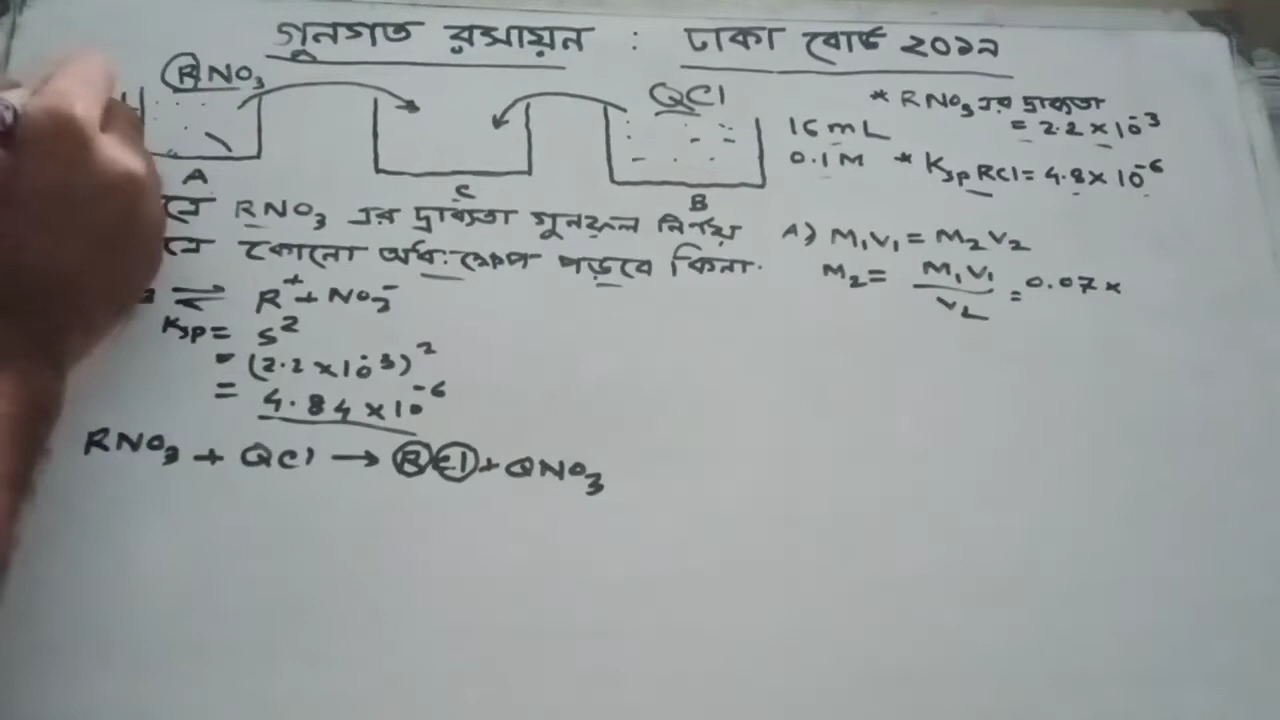 গুনগত রসায়ন : ঢাকা বোর্ড ২০১৯
RNO₃
QCl
* RNO₃ এর দ্রাব্যতা
= 2.2 × 10⁻³
16 mL
0.1 M
* Ksp RCl = 4.8 × 10⁻⁶
A
C
B
RNO₃ এর দ্রাব্যতা গুনফল নির্ণয়
কোনো অধঃক্ষেপ পড়বে কিনা.
⇌ R⁺ + NO₃⁻
Ksp = s²
= (2.2 × 10⁻³)²
= 4.84 × 10⁻⁶
RNO₃ + QCl → RCl + QNO₃
A) M₁V₁ = M₂V₂
M₂ = M₁V₁ / V₂ = 0.07 ×